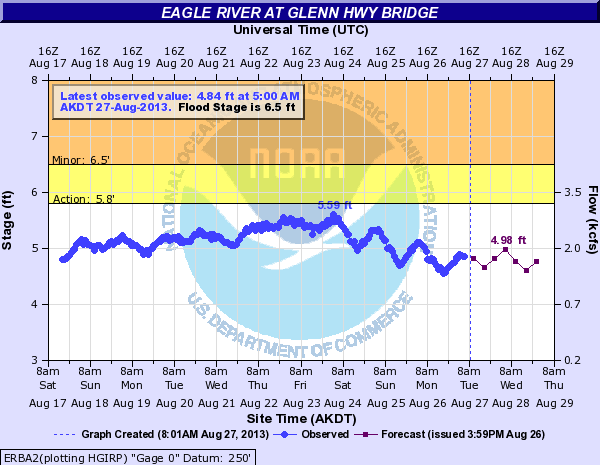 EAGLE RIVER AT GLENN HWY BRIDGE
Universal Time (UTC)
16Z 16Z 16Z 16Z 16Z 16Z 16Z 16Z 16Z 16Z 16Z 16Z 16Z
Aug 17 Aug 18 Aug 19 Aug 20 Aug 21 Aug 22 Aug 23 Aug 24 Aug 25 Aug 26 Aug 27 Aug 28 Aug 29
Latest observed value: 4.84 ft at 5:00 AM
AKDT 27-Aug-2013. Flood Stage is 6.5 ft
NATIONAL OCEANIC AND ATMOSPHERIC ADMINISTRATION
NOAA
U.S. DEPARTMENT OF COMMERCE
Minor: 6.5'
Action: 5.8'
5.59 ft
4.98 ft
Stage (ft)
8
7
6
5
4
3
Flow (kcfs)
3.5
2.0
0.7
0.2
8am 8am 8am 8am 8am 8am 8am 8am 8am 8am 8am 8am 8am
Sat Sun Mon Tue Wed Thu Fri Sat Sun Mon Tue Wed Thu
Aug 17 Aug 18 Aug 19 Aug 20 Aug 21 Aug 22 Aug 23 Aug 24 Aug 25 Aug 26 Aug 27 Aug 28 Aug 29
Site Time (AKDT)
Graph Created (8:01AM Aug 27, 2013) Observed Forecast (issued 3:59PM Aug 26)
ERBA2(plotting HGIRP) "Gage 0" Datum: 250'